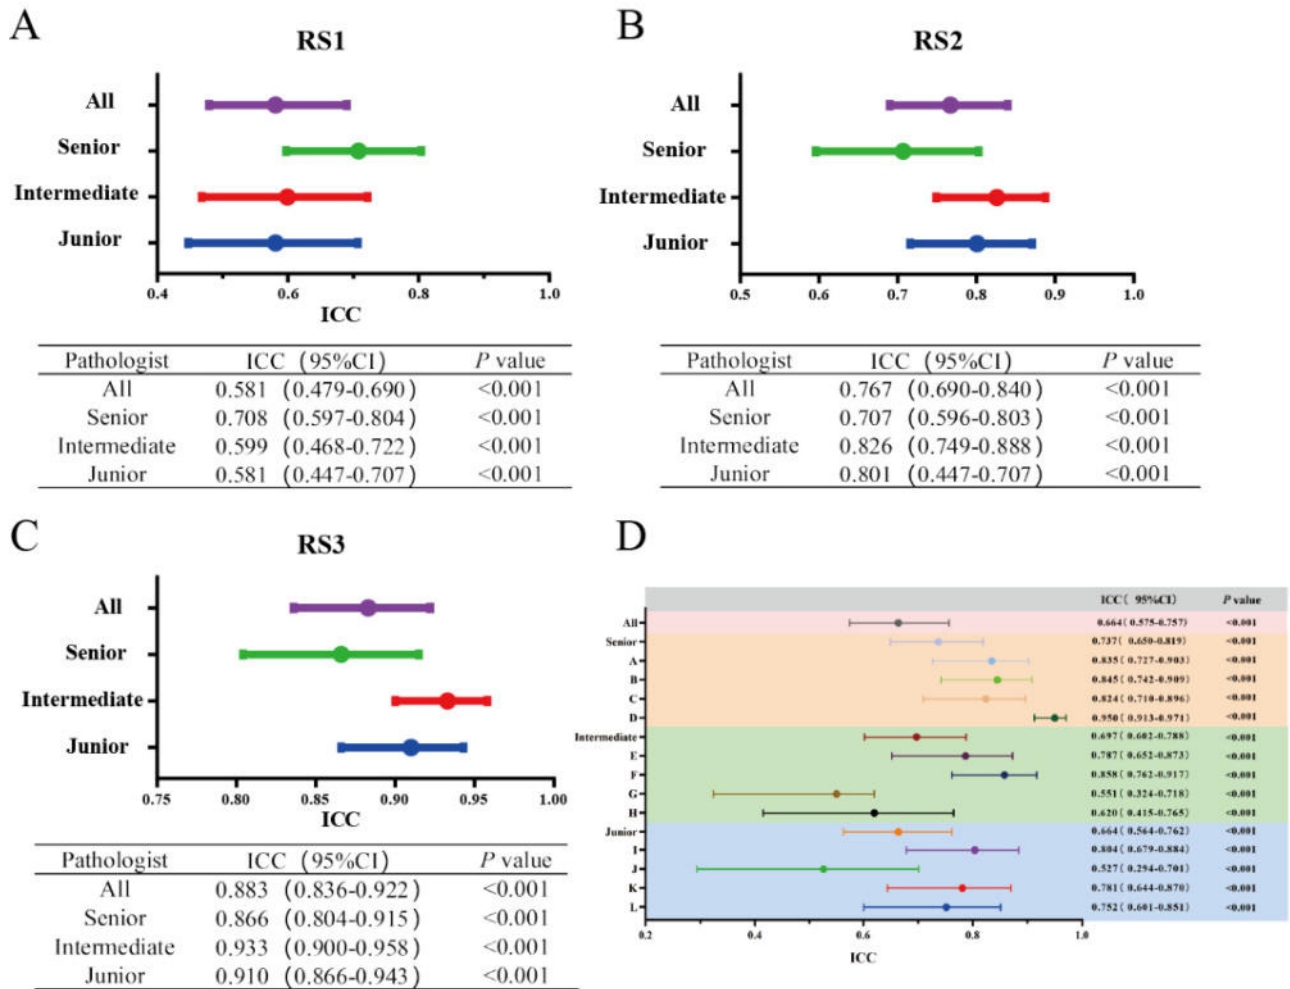 A
RS1
All
Senior
Intermediate
Junior
0.4 0.6 0.8 1.0
ICC
Pathologist ICC (95%CI) P value
All 0.581 (0.479-0.690) <0.001
Senior 0.708 (0.597-0.804) <0.001
Intermediate 0.599 (0.468-0.722) <0.001
Junior 0.581 (0.447-0.707) <0.001
B
RS2
All
Senior
Intermediate
Junior
0.5 0.6 0.7 0.8 0.9 1.0
ICC
Pathologist ICC (95%CI) P value
All 0.767 (0.690-0.840) <0.001
Senior 0.707 (0.596-0.803) <0.001
Intermediate 0.826 (0.749-0.888) <0.001
Junior 0.801 (0.447-0.707) <0.001
C
RS3
All
Senior
Intermediate
Junior
0.75 0.80 0.85 0.90 0.95 1.00
ICC
Pathologist ICC (95%CI) P value
All 0.883 (0.836-0.922) <0.001
Senior 0.866 (0.804-0.915) <0.001
Intermediate 0.933 (0.900-0.958) <0.001
Junior 0.910 (0.866-0.943) <0.001
D
ICC( 95%CI) P value
All 0.664( 0.575-0.757) <0.001
Senior 0.737( 0.650-0.819) <0.001
A 0.835( 0.727-0.903) <0.001
B 0.845( 0.742-0.909) <0.001
C 0.824( 0.710-0.896) <0.001
D 0.950( 0.913-0.971) <0.001
Intermediate 0.697( 0.602-0.788) <0.001
E 0.787( 0.652-0.873) <0.001
F 0.858( 0.762-0.917) <0.001
G 0.551( 0.324-0.718) <0.001
H 0.620( 0.415-0.765) <0.001
Junior 0.664( 0.564-0.762) <0.001
I 0.804( 0.679-0.884) <0.001
J 0.527( 0.294-0.701) <0.001
K 0.781( 0.644-0.870) <0.001
L 0.752( 0.601-0.851) <0.001
0.2 0.4 0.6 0.8 1.0
ICC